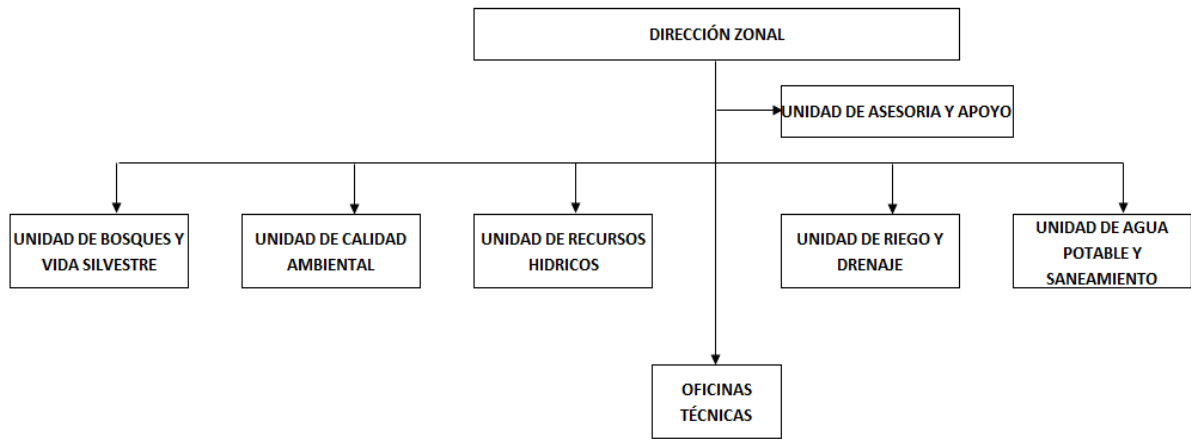 DIRECCIÓN ZONAL
UNIDAD DE ASESORIA Y APOYO
UNIDAD DE BOSQUES Y
VIDA SILVESTRE
UNIDAD DE CALIDAD
AMBIENTAL
UNIDAD DE RECURSOS
HIDRICOS
UNIDAD DE RIEGO Y
DRENAJE
UNIDAD DE AGUA
POTABLE Y
SANEAMIENTO
OFICINAS
TÉCNICAS